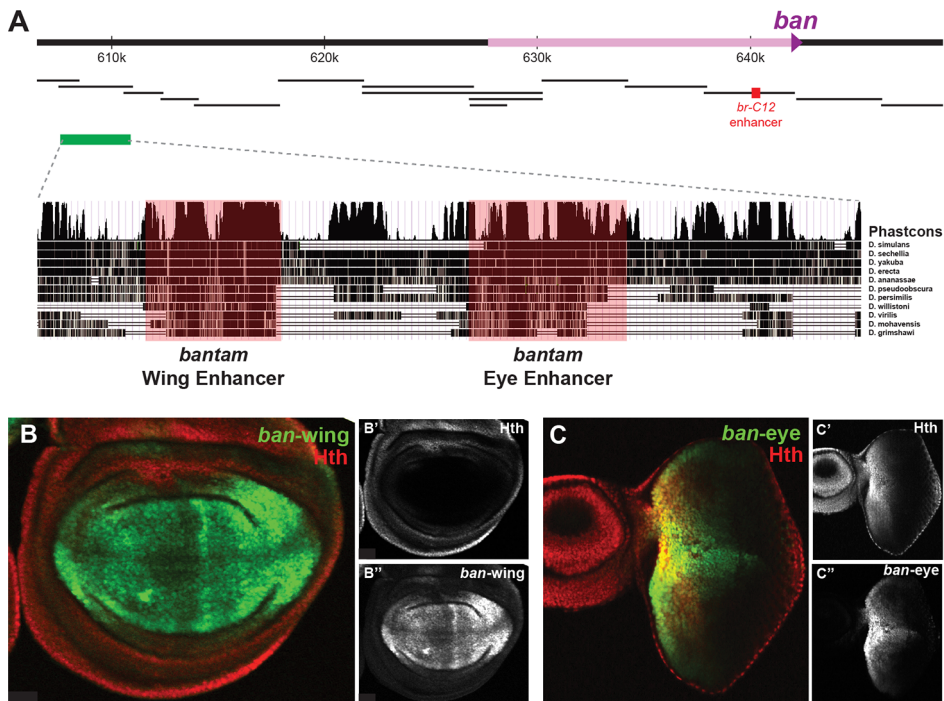 A
ban
610k 620k 630k 640k
br-C12
enhancer
Phastcons
D. simulans
D. sechellia
D. yakuba
D. erecta
D. ananassae
D. pseudoobscura
D. persimilis
D. willistoni
D. virilis
D. mohavensis
D. grimshawi
bantam
Wing Enhancer
bantam
Eye Enhancer
B
ban-wing
Hth
B'
Hth
B"
ban-wing
C
ban-eye
Hth
C'
Hth
C"
ban-eye